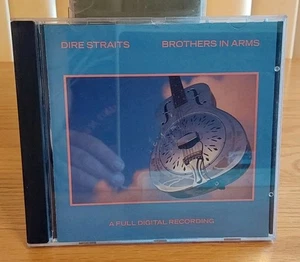 DIRE STRAITS BROTHERS IN ARMS
A FULL DIGITAL RECORDING